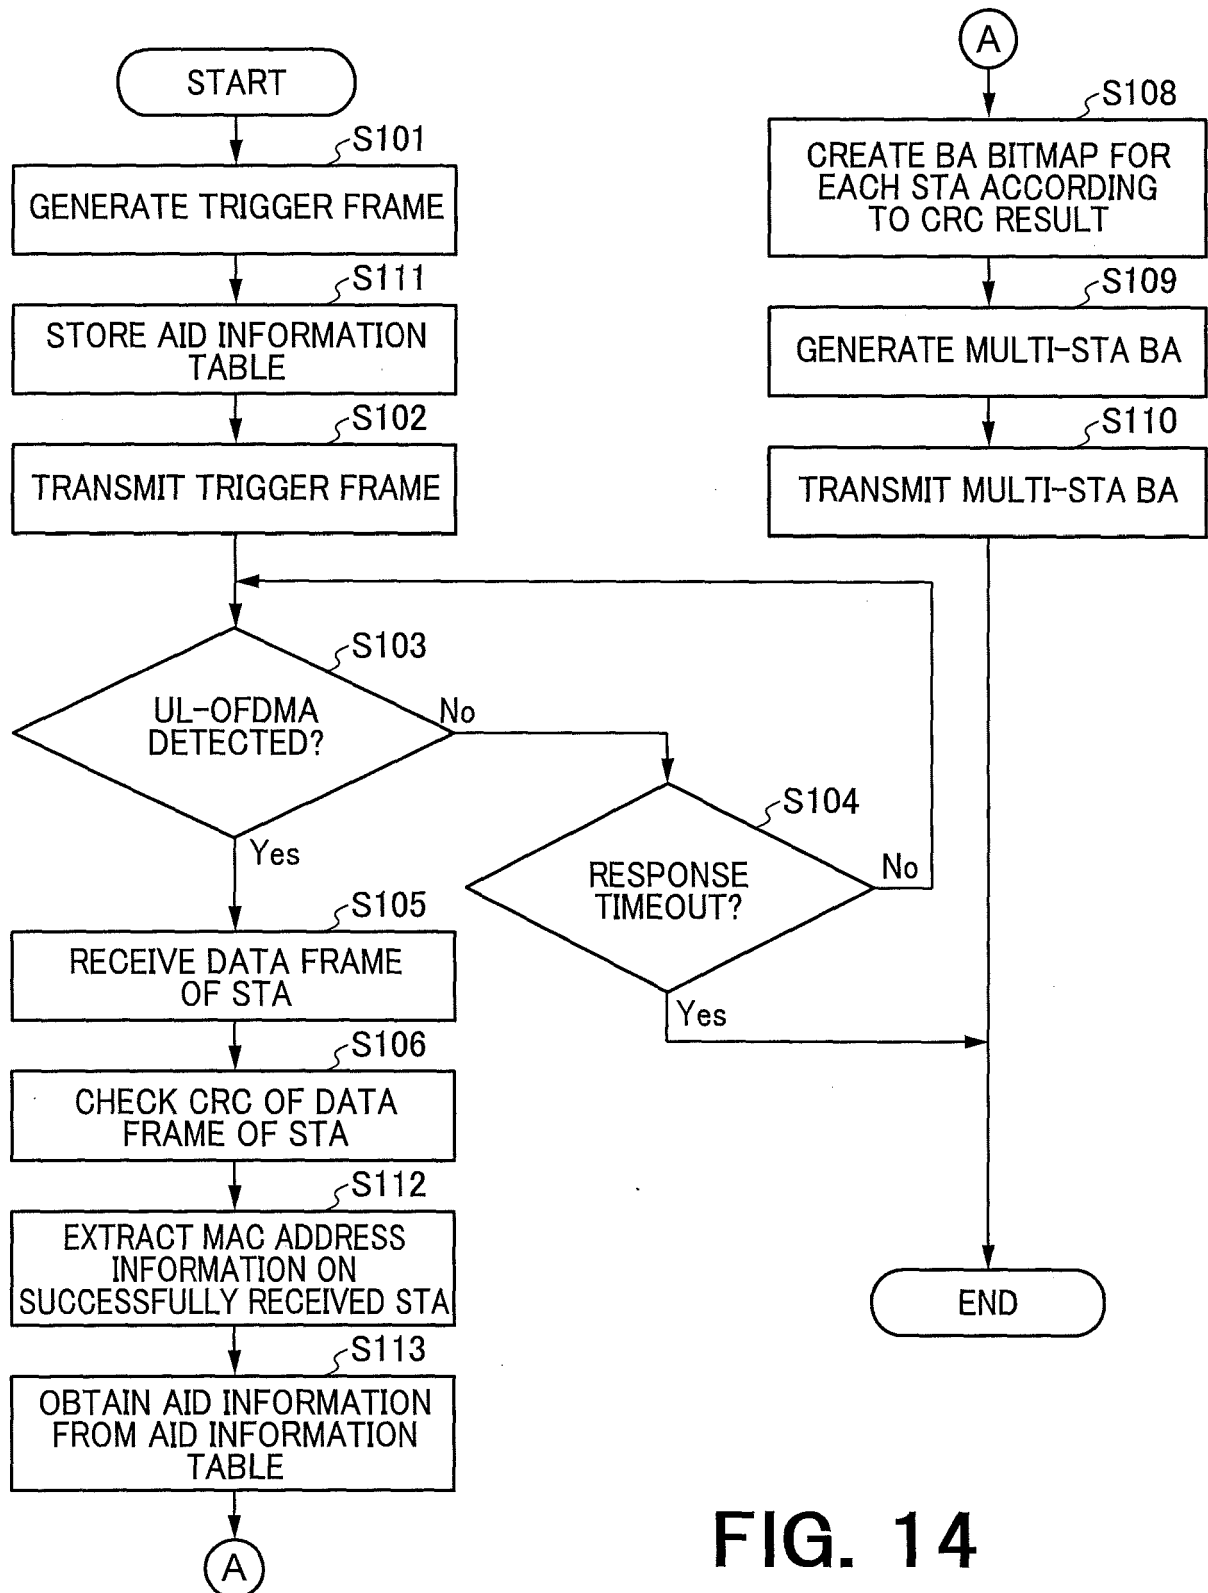 START
S101
GENERATE TRIGGER FRAME
S111
STORE AID INFORMATION
TABLE
S102
TRANSMIT TRIGGER FRAME
S103
UL-OFDMA
DETECTED?
No
Yes
S104
RESPONSE
TIMEOUT?
No
Yes
S105
RECEIVE DATA FRAME
OF STA
S106
CHECK CRC OF DATA
FRAME OF STA
S112
EXTRACT MAC ADDRESS
INFORMATION ON
SUCCESSFULLY RECEIVED STA
S113
OBTAIN AID INFORMATION
FROM AID INFORMATION
TABLE
A
A
S108
CREATE BA BITMAP FOR
EACH STA ACCORDING
TO CRC RESULT
S109
GENERATE MULTI-STA BA
S110
TRANSMIT MULTI-STA BA
END
FIG. 14